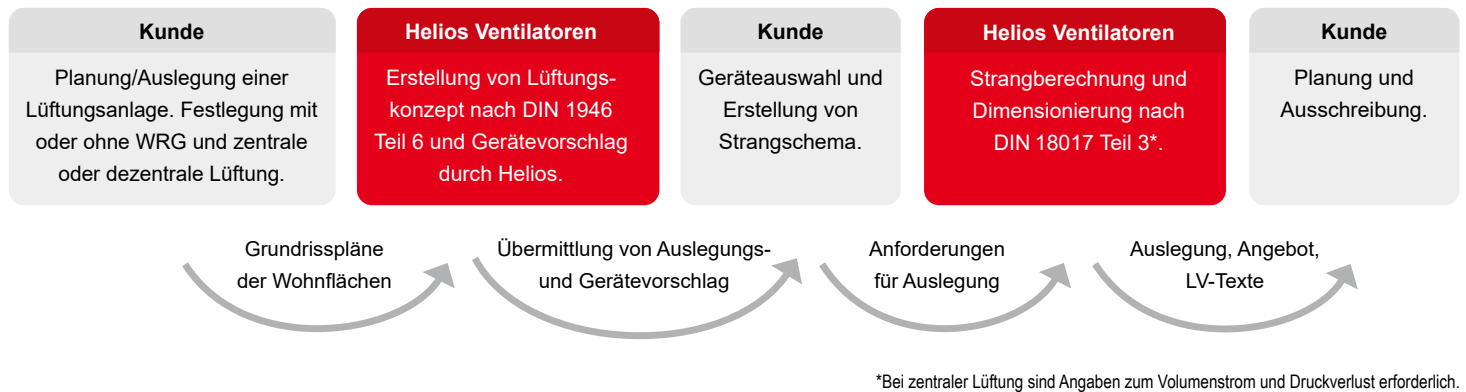 Kunde
Planung/Auslegung einer
Lüftungsanlage. Festlegung mit
oder ohne WRG und zentrale
oder dezentrale Lüftung.
Helios Ventilatoren
Erstellung von Lüftungs-
konzept nach DIN 1946
Teil 6 und Gerätevorschlag
durch Helios.
Kunde
Geräteauswahl und
Erstellung von
Strangschema.
Helios Ventilatoren
Strangberechnung und
Dimensionierung nach
DIN 18017 Teil 3*.
Kunde
Planung und
Ausschreibung.
Grundrisspläne
der Wohnflächen
Übermittlung von Auslegungs-
und Gerätevorschlag
Anforderungen
für Auslegung
Auslegung, Angebot,
LV-Texte
*Bei zentraler Lüftung sind Angaben zum Volumenstrom und Druckverlust erforderlich.